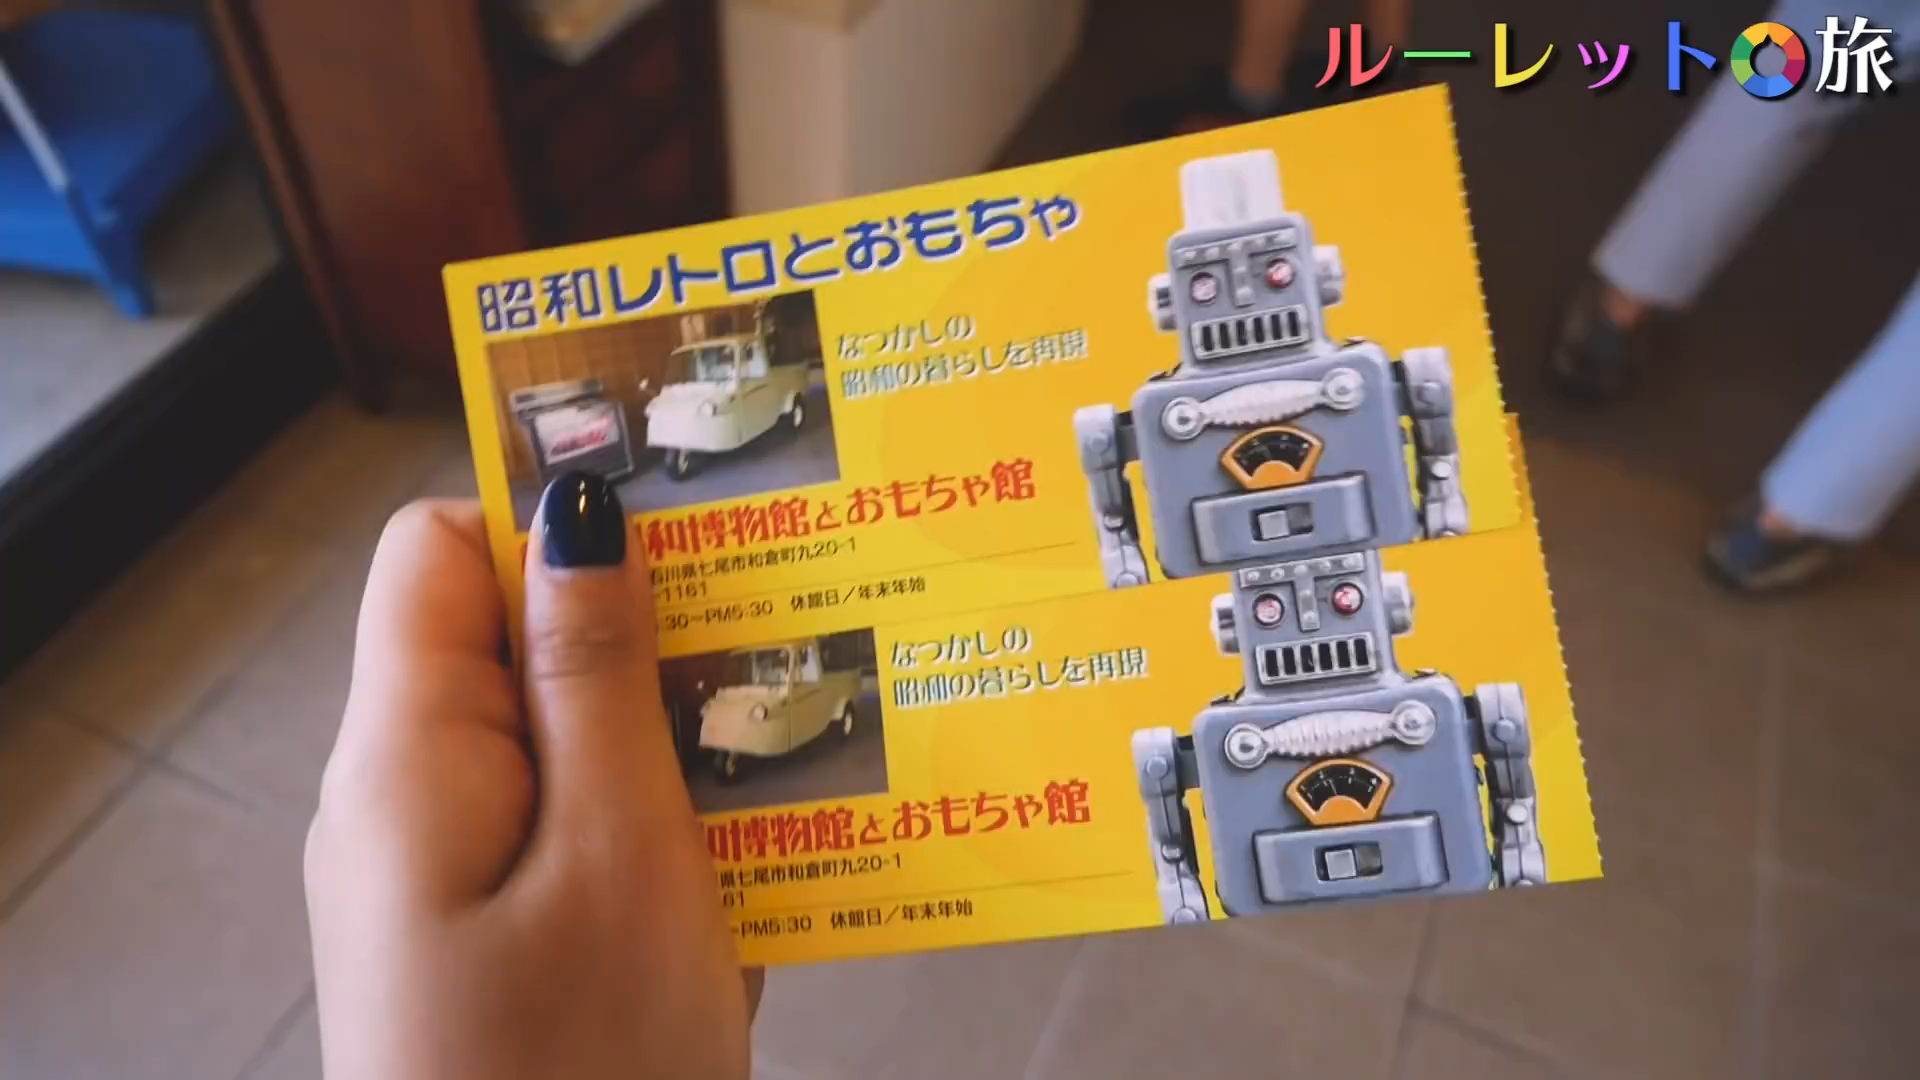 ルーレット旅
昭和レトロとおもちゃ
なつかしの
昭和の暮らしを再現
和博物館とおもちゃ館
石川県七尾市和倉町九20-1
-1161
:30~PM5:30 休館日/年末年始
なつかしの
昭和の暮らしを再現
和博物館とおもちゃ館
県七尾市和倉町九20-1
61
~PM5:30 休館日/年末年始